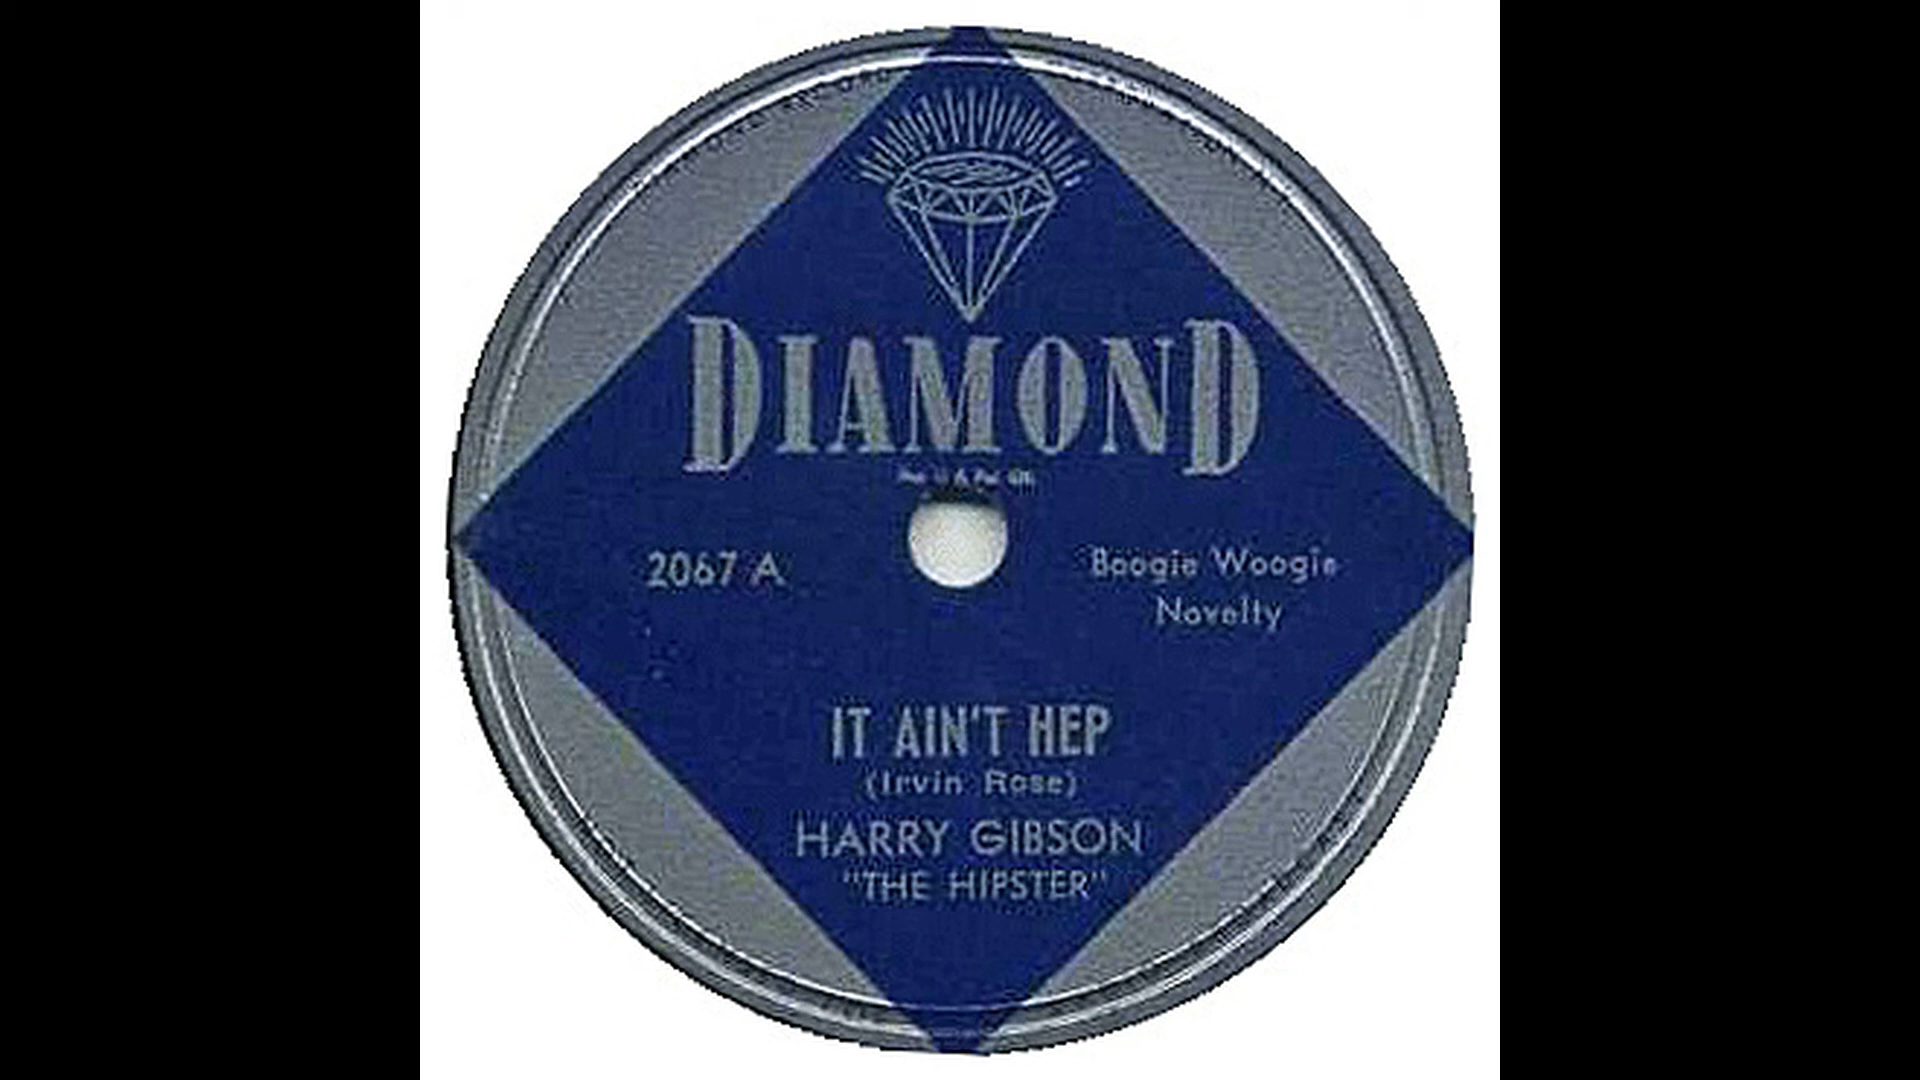 DIAMOND
2067 A
Boogie Woogie
Novelty
IT AIN'T HEP
(Irvin Rose)
HARRY GIBSON
"THE HIPSTER"